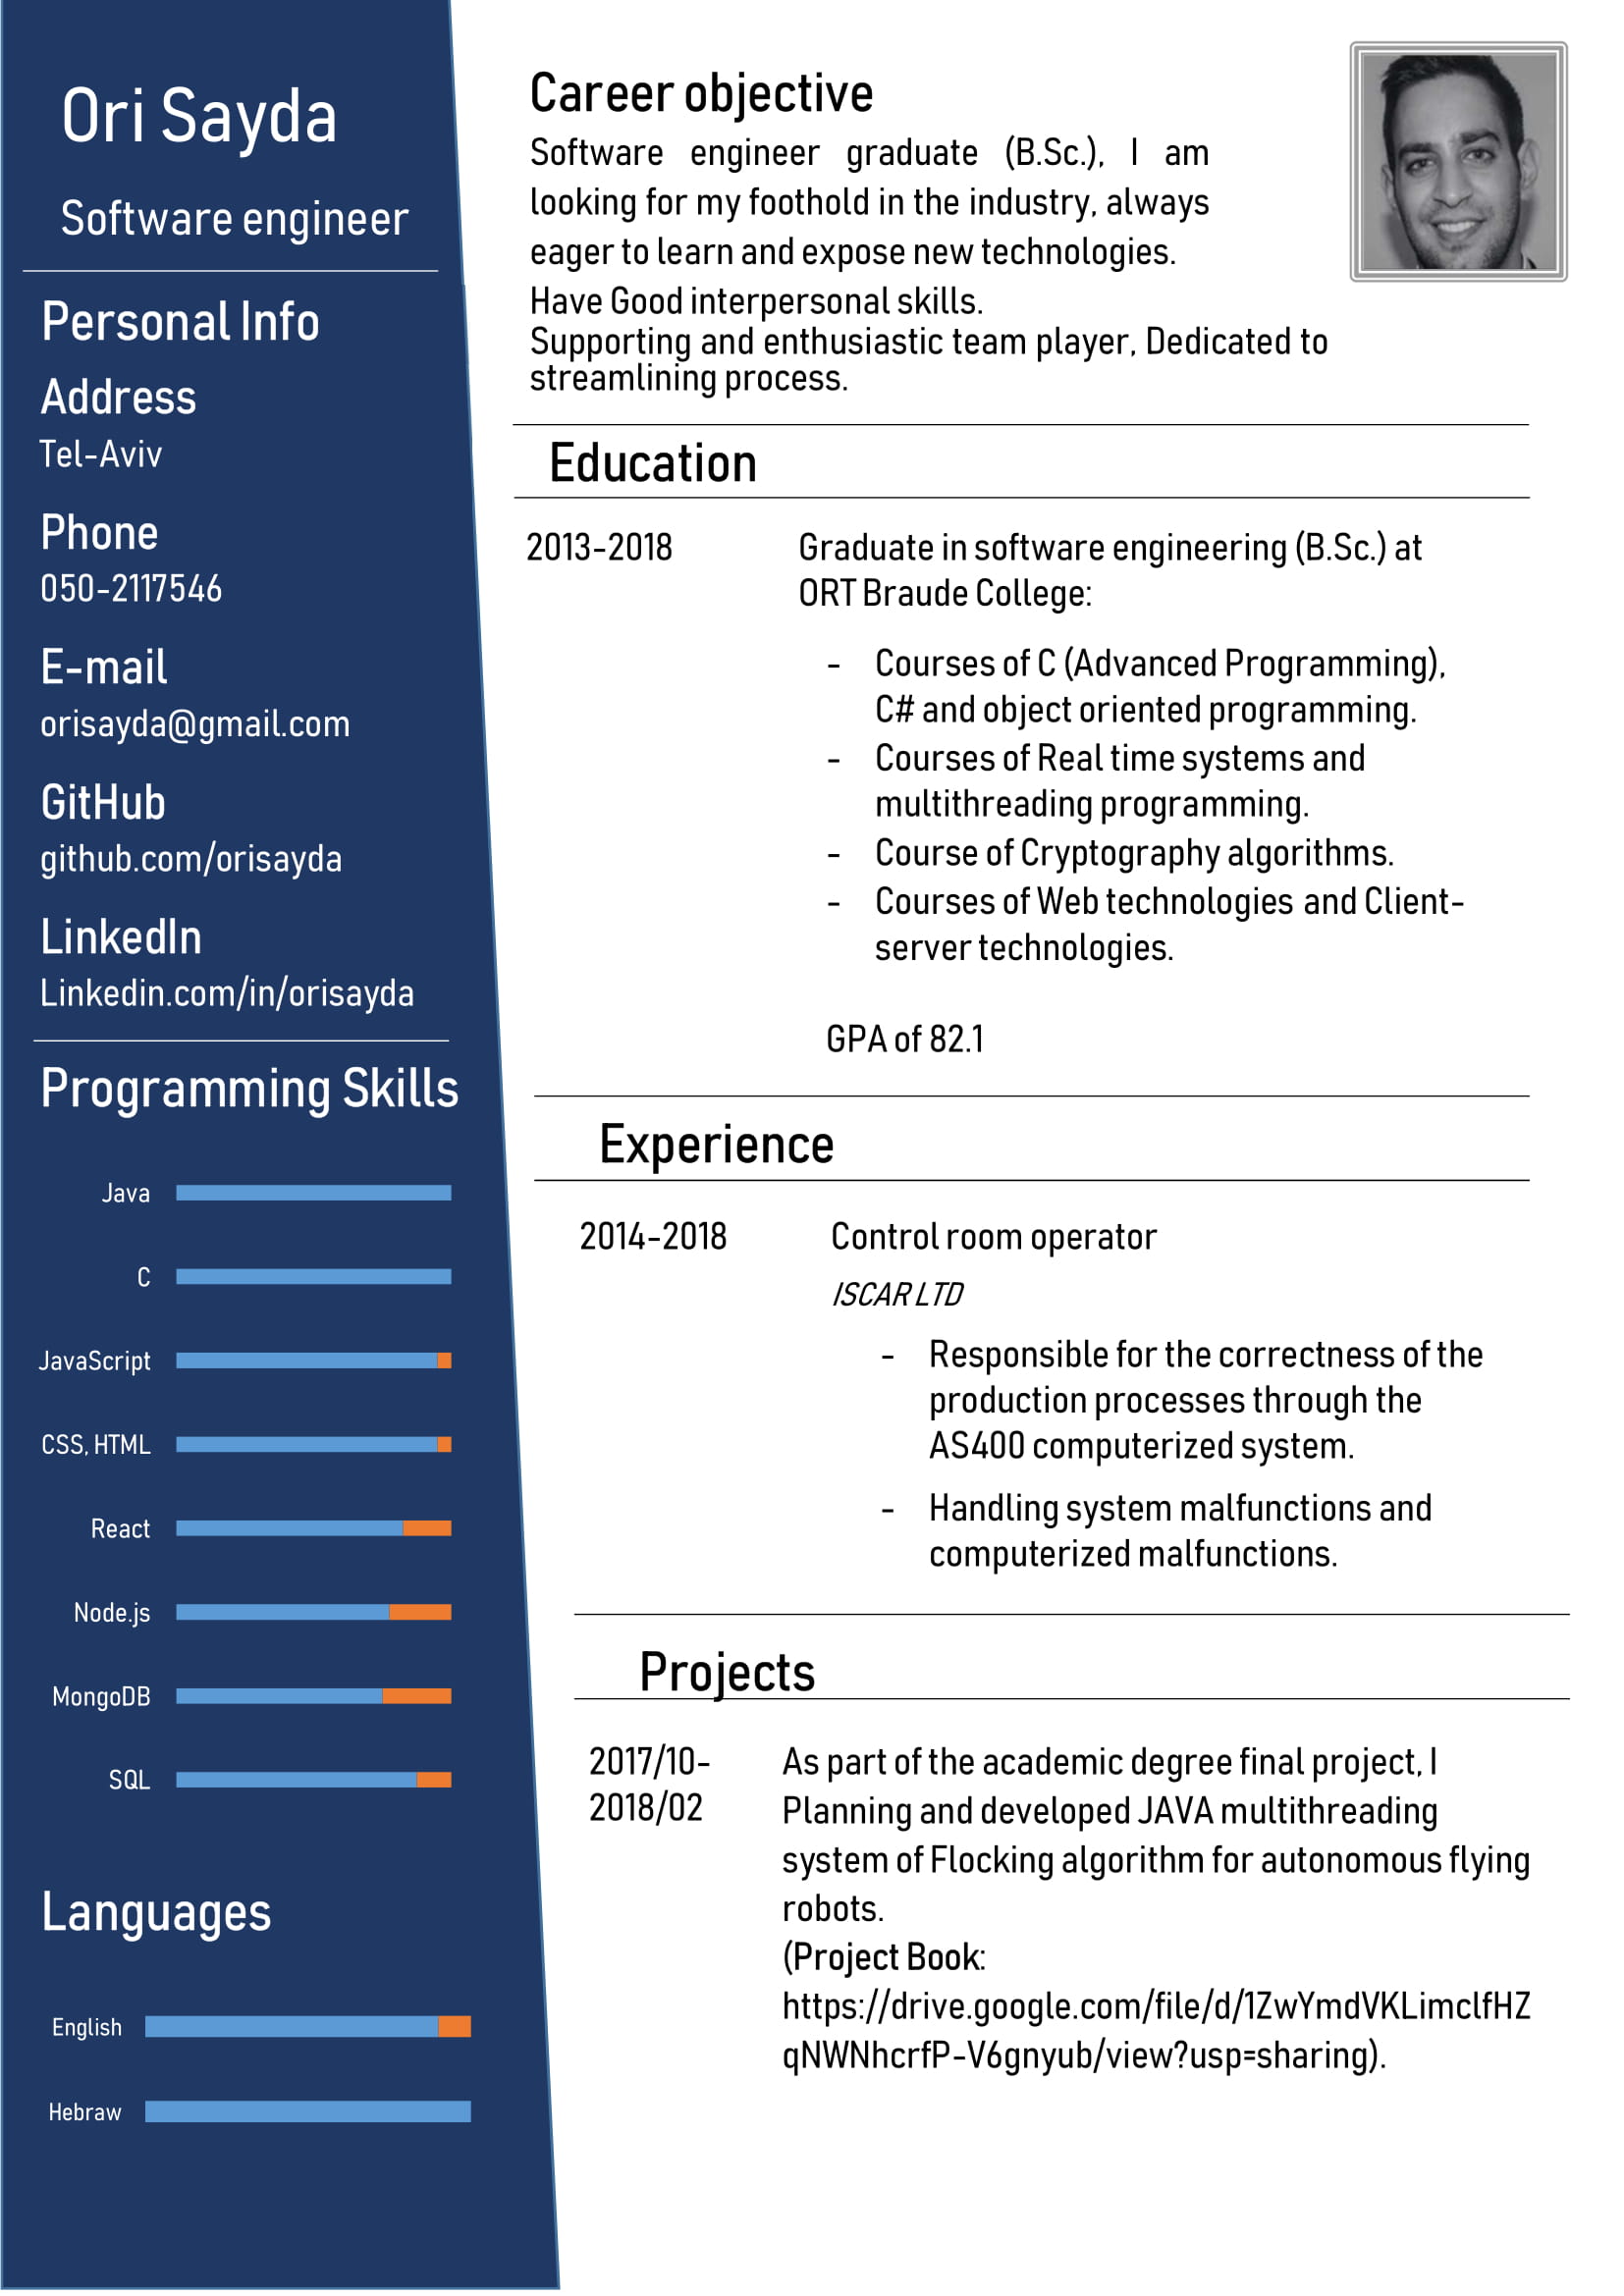 Ori Sayda
Software engineer
Personal Info
Address
Tel-Aviv
Phone
050-2117546
E-mail
orisayda@gmail.com
GitHub
github.com/orisayda
LinkedIn
Linkedin.com/in/orisayda
Programming Skills
Java
C
JavaScript
CSS, HTML
React
Node.js
MongoDB
SQL
Languages
English
Hebraw
Career objective
Software engineer graduate (B.Sc.), I am
looking for my foothold in the industry, always
eager to learn and expose new technologies.
Have Good interpersonal skills.
Supporting and enthusiastic team player, Dedicated to
streamlining process.
Education
2013-2018
Graduate in software engineering (B.Sc.) at
ORT Braude College:
- Courses of C (Advanced Programming),
C# and object oriented programming.
- Courses of Real time systems and
multithreading programming.
- Course of Cryptography algorithms.
- Courses of Web technologies and Client-
server technologies.
GPA of 82.1
Experience
2014-2018
Control room operator
ISCAR LTD
- Responsible for the correctness of the
production processes through the
AS400 computerized system.
- Handling system malfunctions and
computerized malfunctions.
Projects
2017/10-
2018/02
As part of the academic degree final project, I
Planning and developed JAVA multithreading
system of Flocking algorithm for autonomous flying
robots.
(Project Book:
https://drive.google.com/file/d/1ZwYmdVKLimclfHZ
qNWNhcrfP-V6gnyub/view?usp=sharing).